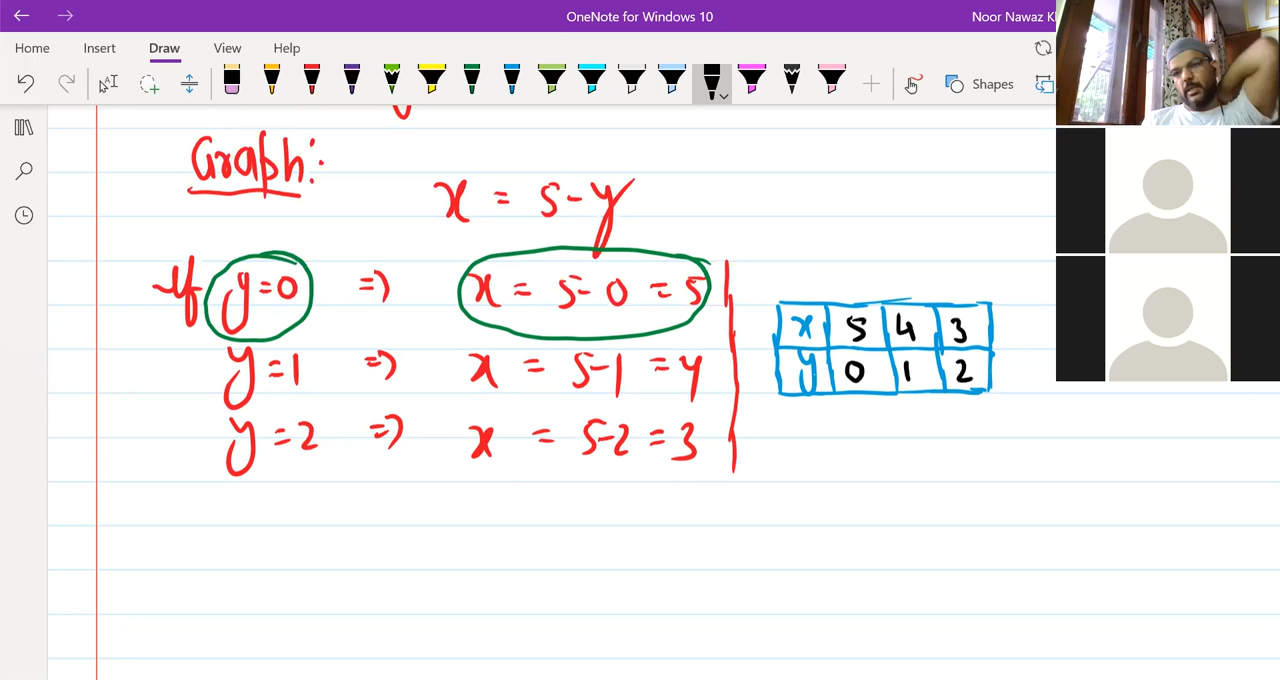 OneNote for Windows 10
Noor Nawaz K
Home Insert Draw View Help
Shapes
Graph:
x = 5-y
If y=0 => x = 5-0 = 5
y=1 => x = 5-1 = 4
y=2 => x = 5-2 = 3
x 5 4 3
y 0 1 2